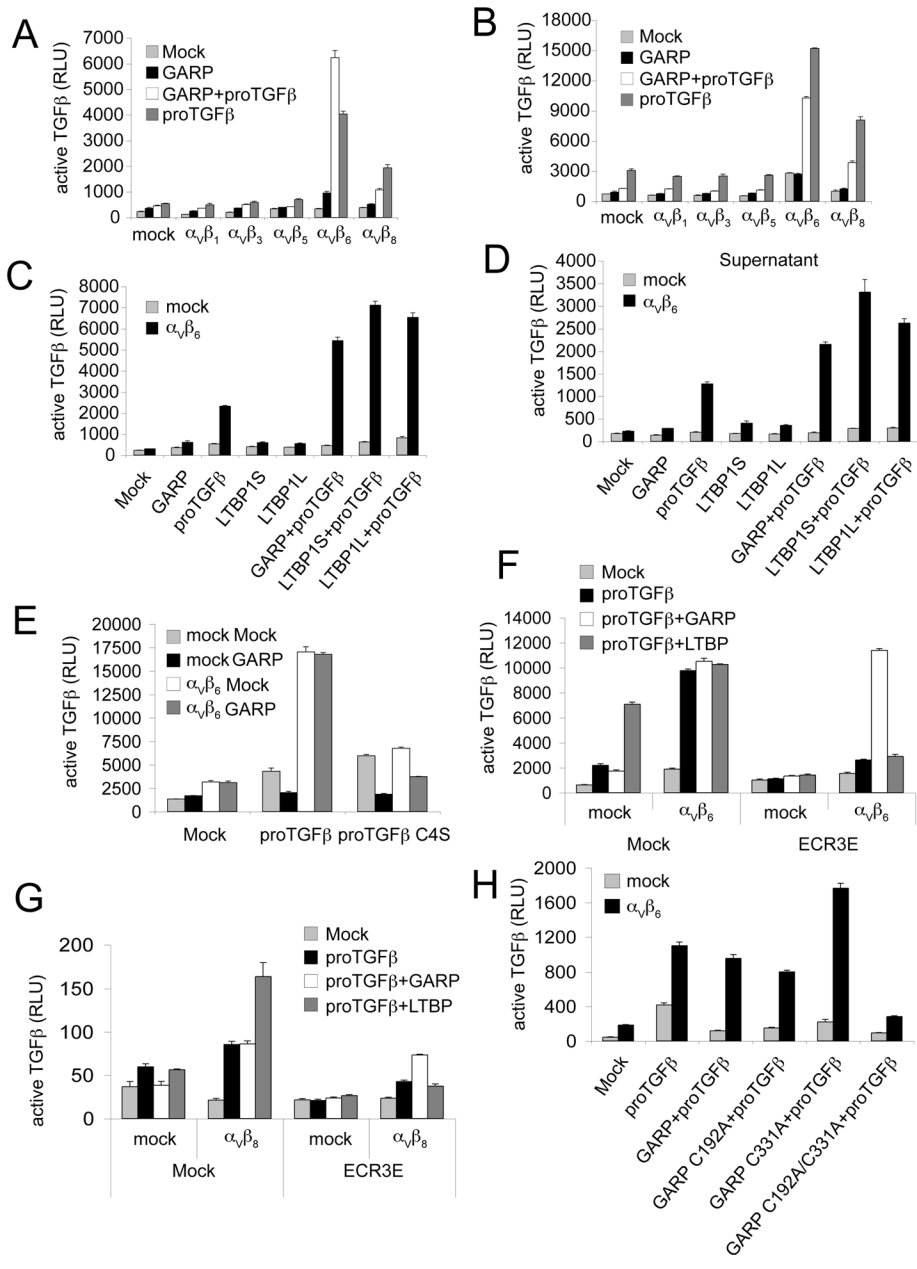 A
active TGFβ (RLU)
7000
6000
5000
4000
3000
2000
1000
0
Mock
GARP
GARP+proTGFβ
proTGFβ
mock αVβ1 αVβ3 αVβ5 αVβ6 αVβ8
B
active TGFβ (RLU)
18000
15000
12000
9000
6000
3000
0
Mock
GARP
GARP+proTGFβ
proTGFβ
mock αVβ1 αVβ3 αVβ5 αVβ6 αVβ8
C
active TGFβ (RLU)
8000
7000
6000
5000
4000
3000
2000
1000
0
mock
αVβ6
Mock
GARP
proTGFβ
LTBP1S
LTBP1L
GARP+proTGFβ
LTBP1S+proTGFβ
LTBP1L+proTGFβ
D
Supernatant
active TGFβ (RLU)
4000
3500
3000
2500
2000
1500
1000
500
0
mock
αVβ6
Mock
GARP
proTGFβ
LTBP1S
LTBP1L
GARP+proTGFβ
LTBP1S+proTGFβ
LTBP1L+proTGFβ
E
active TGFβ (RLU)
17500
15000
12500
10000
7500
5000
2500
0
mock Mock
mock GARP
αVβ6 Mock
αVβ6 GARP
Mock proTGFβ proTGFβ C4S
F
active TGFβ (RLU)
14000
12000
10000
8000
6000
4000
2000
0
Mock
proTGFβ
proTGFβ+GARP
proTGFβ+LTBP
mock αVβ6 mock αVβ6
Mock ECR3E
G
active TGFβ (RLU)
200
150
100
50
0
Mock
proTGFβ
proTGFβ+GARP
proTGFβ+LTBP
mock αVβ8 mock αVβ8
Mock ECR3E
H
active TGFβ (RLU)
1600
1200
800
400
0
mock
αVβ6
Mock
proTGFβ
GARP+proTGFβ
GARP C192A+proTGFβ
GARP C331A+proTGFβ
GARP C192A/C331A+proTGFβ